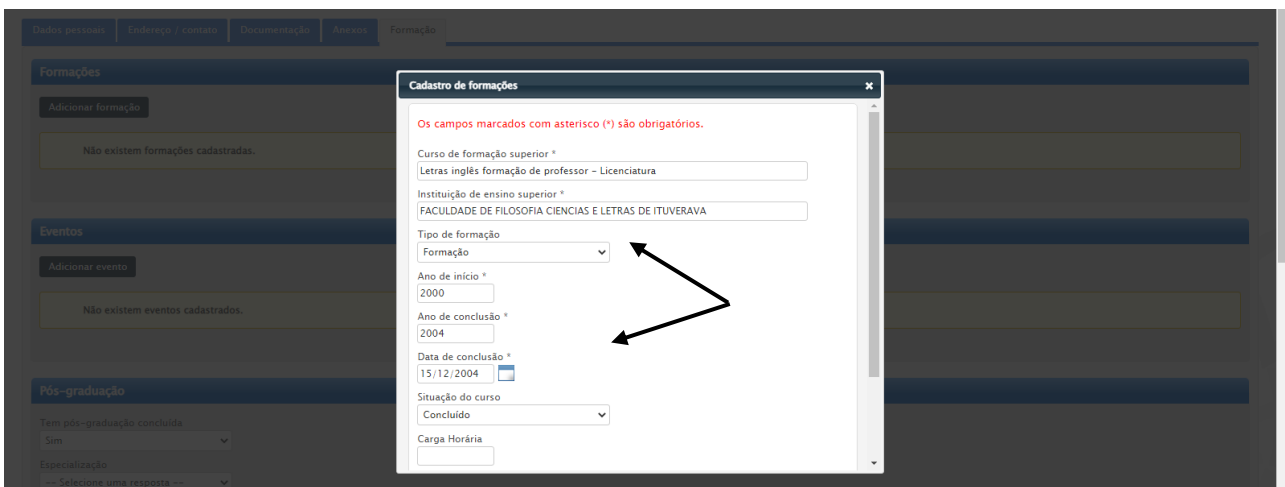 Dados pessoais Endereço / contato Documentação Anexos Formação
Formações
Adicionar formação
Não existem formações cadastradas.
Eventos
Adicionar evento
Não existem eventos cadastrados.
Pós-graduação
Tem pós-graduação concluída
Sim
Especialização
-- Selecione uma resposta --
Cadastro de formações
Os campos marcados com asterisco (*) são obrigatórios.
Curso de formação superior *
Letras inglês formação de professor - Licenciatura
Instituição de ensino superior *
FACULDADE DE FILOSOFIA CIENCIAS E LETRAS DE ITUVERAVA
Tipo de formação
Formação
Ano de início *
2000
Ano de conclusão *
2004
Data de conclusão *
15/12/2004
Situação do curso
Concluído
Carga Horária